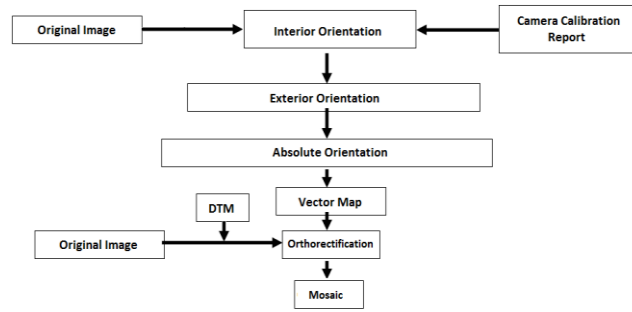 Original Image
Interior Orientation
Camera Calibration
Report
Exterior Orientation
Absolute Orientation
Vector Map
DTM
Original Image
Orthorectification
Mosaic